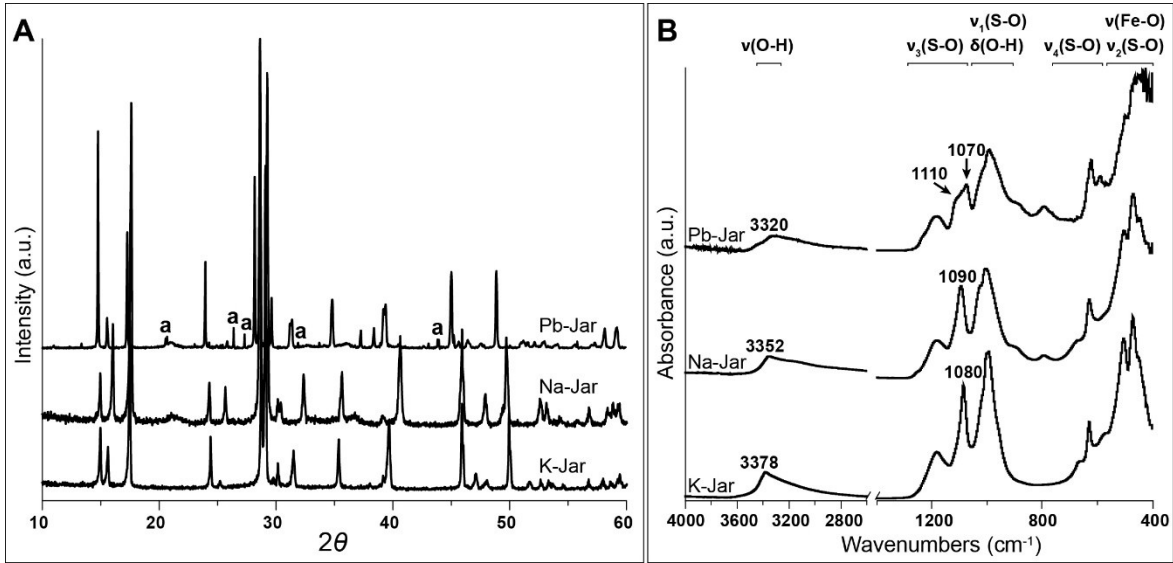 A
Intensity (a.u.)
a
a
a
a
a
Pb-Jar
Na-Jar
K-Jar
10
20
30
40
50
60
2θ
B
ν(O-H)
ν₃(S-O)
ν₁(S-O)
δ(O-H)
ν₄(S-O)
ν(Fe-O)
ν₂(S-O)
Absorbance (a.u.)
1070
1110
3320
Pb-Jar
1090
3352
Na-Jar
1080
3378
K-Jar
4000
3600
3200
2800
1200
800
400
Wavenumbers (cm⁻¹)